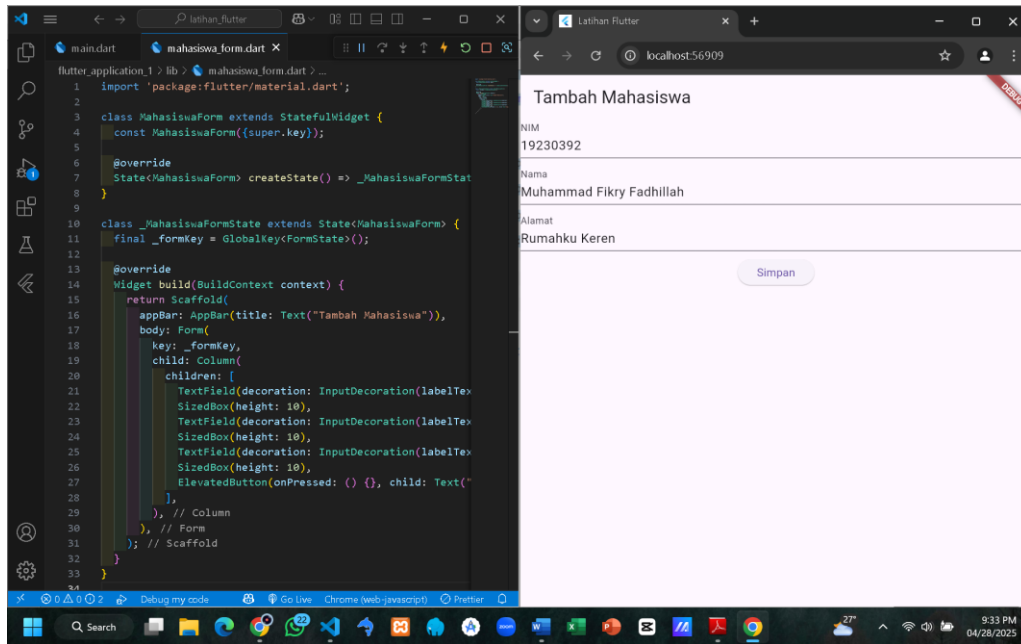 latihan_flutter
main.dart
mahasiswa_form.dart
flutter_application_1 > lib > mahasiswa_form.dart > ...
1 import 'package:flutter/material.dart';
2
3 class MahasiswaForm extends StatefulWidget {
4 const MahasiswaForm({super.key});
5
6 @override
7 State<MahasiswaForm> createState() => _MahasiswaFormStat
8 }
9
10 class _MahasiswaFormState extends State<MahasiswaForm> {
11 final _formKey = GlobalKey<FormState>();
12
13 @override
14 Widget build(BuildContext context) {
15 return Scaffold(
16 appBar: AppBar(title: Text("Tambah Mahasiswa")),
17 body: Form(
18 key: _formKey,
19 child: Column(
20 children: [
21 TextField(decoration: InputDecoration(labelTex
22 SizedBox(height: 10),
23 TextField(decoration: InputDecoration(labelTex
24 SizedBox(height: 10),
25 TextField(decoration: InputDecoration(labelTex
26 SizedBox(height: 10),
27 ElevatedButton(onPressed: () {}, child: Text("
28 ],
29 ), // Column
30 ), // Form
31 ); // Scaffold
32 }
33 }
34
1
0 0 2 Debug my code Go Live Chrome (web-javascript) Prettier
Latihan Flutter
localhost:56909
DEBUG
Tambah Mahasiswa
NIM
19230392
Nama
Muhammad Fikry Fadhillah
Alamat
Rumahku Keren
Simpan
Search
22
27°
9:33 PM
04/28/2025